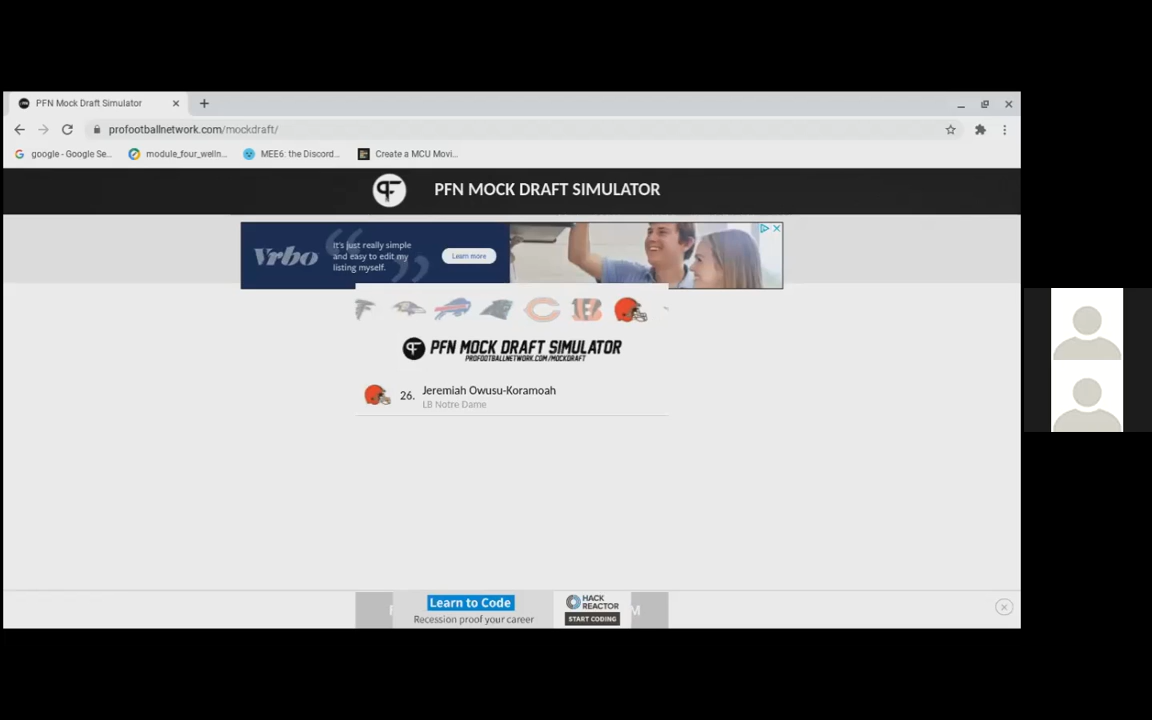 PFN Mock Draft Simulator
profootballnetwork.com/mockdraft/
google - Google Se...
module_four_welln...
MEE6: the Discord...
Create a MCU Movi...
PFN MOCK DRAFT SIMULATOR
Vrbo
It's just really simple
and easy to edit my
listing myself.
Learn more
PFN MOCK DRAFT SIMULATOR
PROFOOTBALLNETWORK.COM/MOCKDRAFT
26.
Jeremiah Owusu-Koramoah
LB Notre Dame
Learn to Code
Recession proof your career
HACK
REACTOR
START CODING